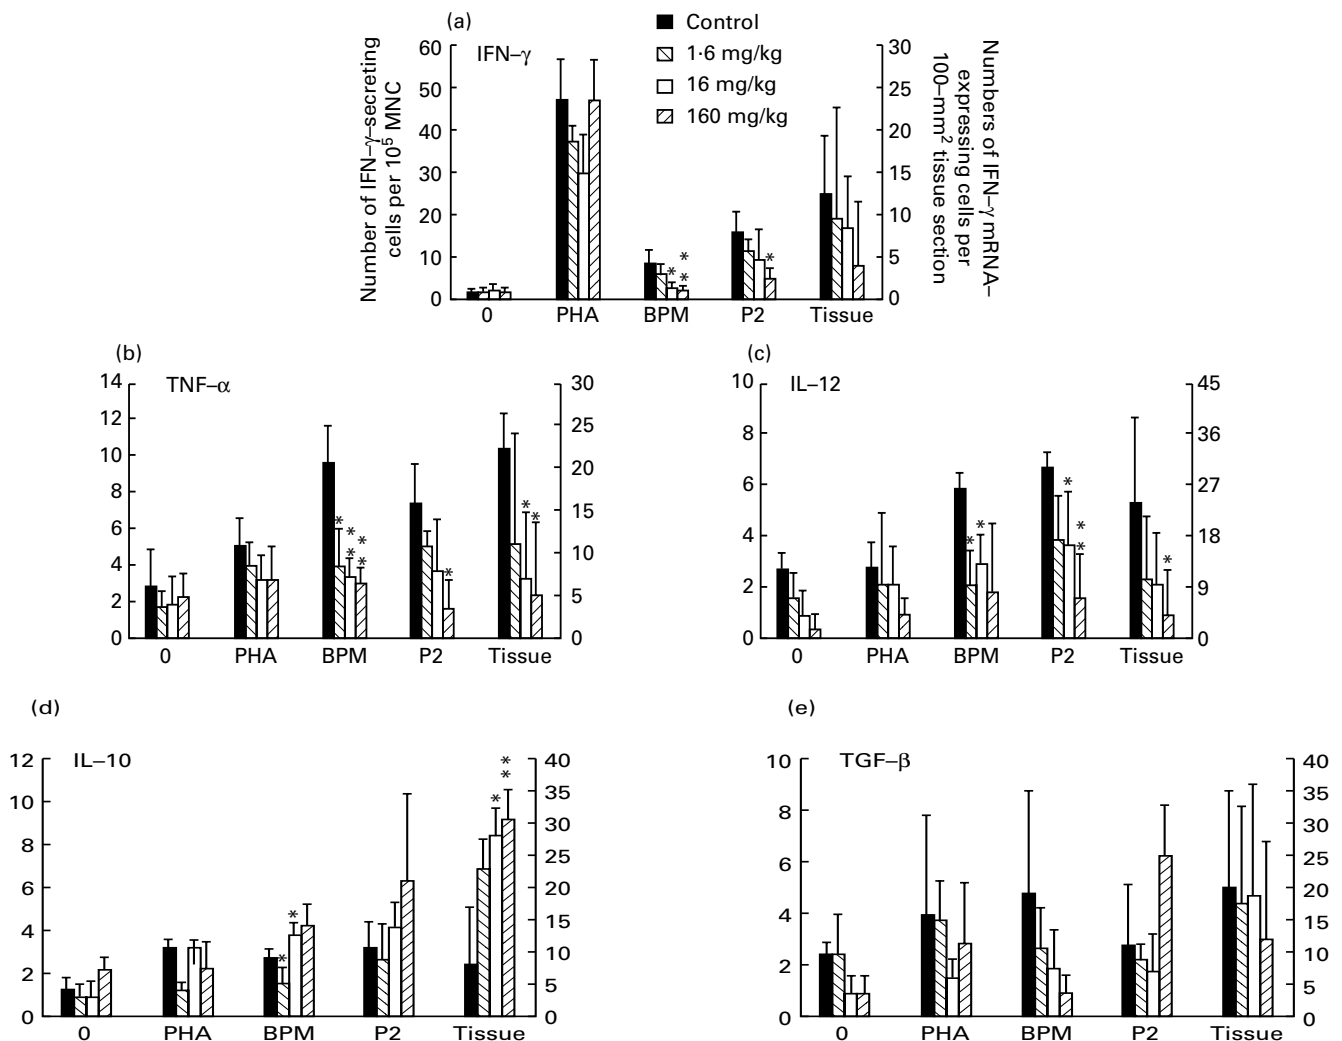 (a)
Control
1·6 mg/kg
16 mg/kg
160 mg/kg
IFN–γ
Number of IFN–γ–secreting
cells per 10⁵ MNC
60
50
40
30
20
10
0
Numbers of IFN–γ mRNA–
expressing cells per
100–mm² tissue section
30
25
20
15
10
5
0
* * * *
0 PHA BPM P2 Tissue
(b)
TNF–α
14
12
10
8
6
4
2
0
30
25
20
15
10
5
0
* * * * * * * *
0 PHA BPM P2 Tissue
(c)
IL–12
10
8
6
4
2
0
45
36
27
18
9
0
* * * * * *
0 PHA BPM P2 Tissue
(d)
IL–10
12
10
8
6
4
2
0
40
35
30
25
20
15
10
5
0
* * * * *
0 PHA BPM P2 Tissue
(e)
TGF–β
10
8
6
4
2
0
40
35
30
25
20
15
10
5
0
0 PHA BPM P2 Tissue